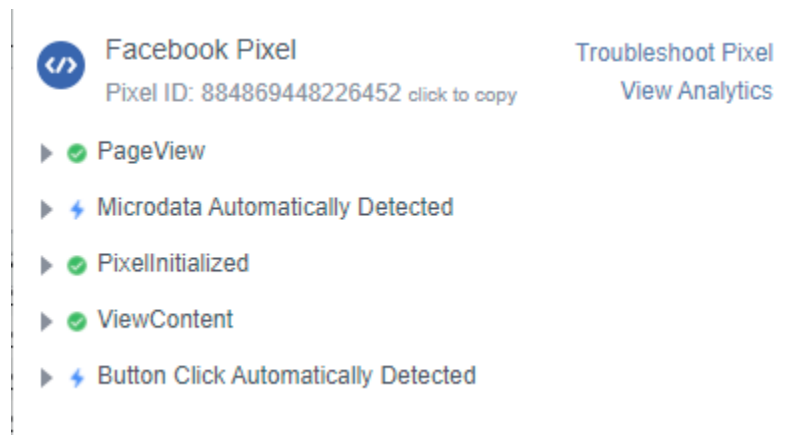 Facebook Pixel
Troubleshoot Pixel
Pixel ID: 884869448226452 click to copy
View Analytics
PageView
Microdata Automatically Detected
PixelInitialized
ViewContent
Button Click Automatically Detected